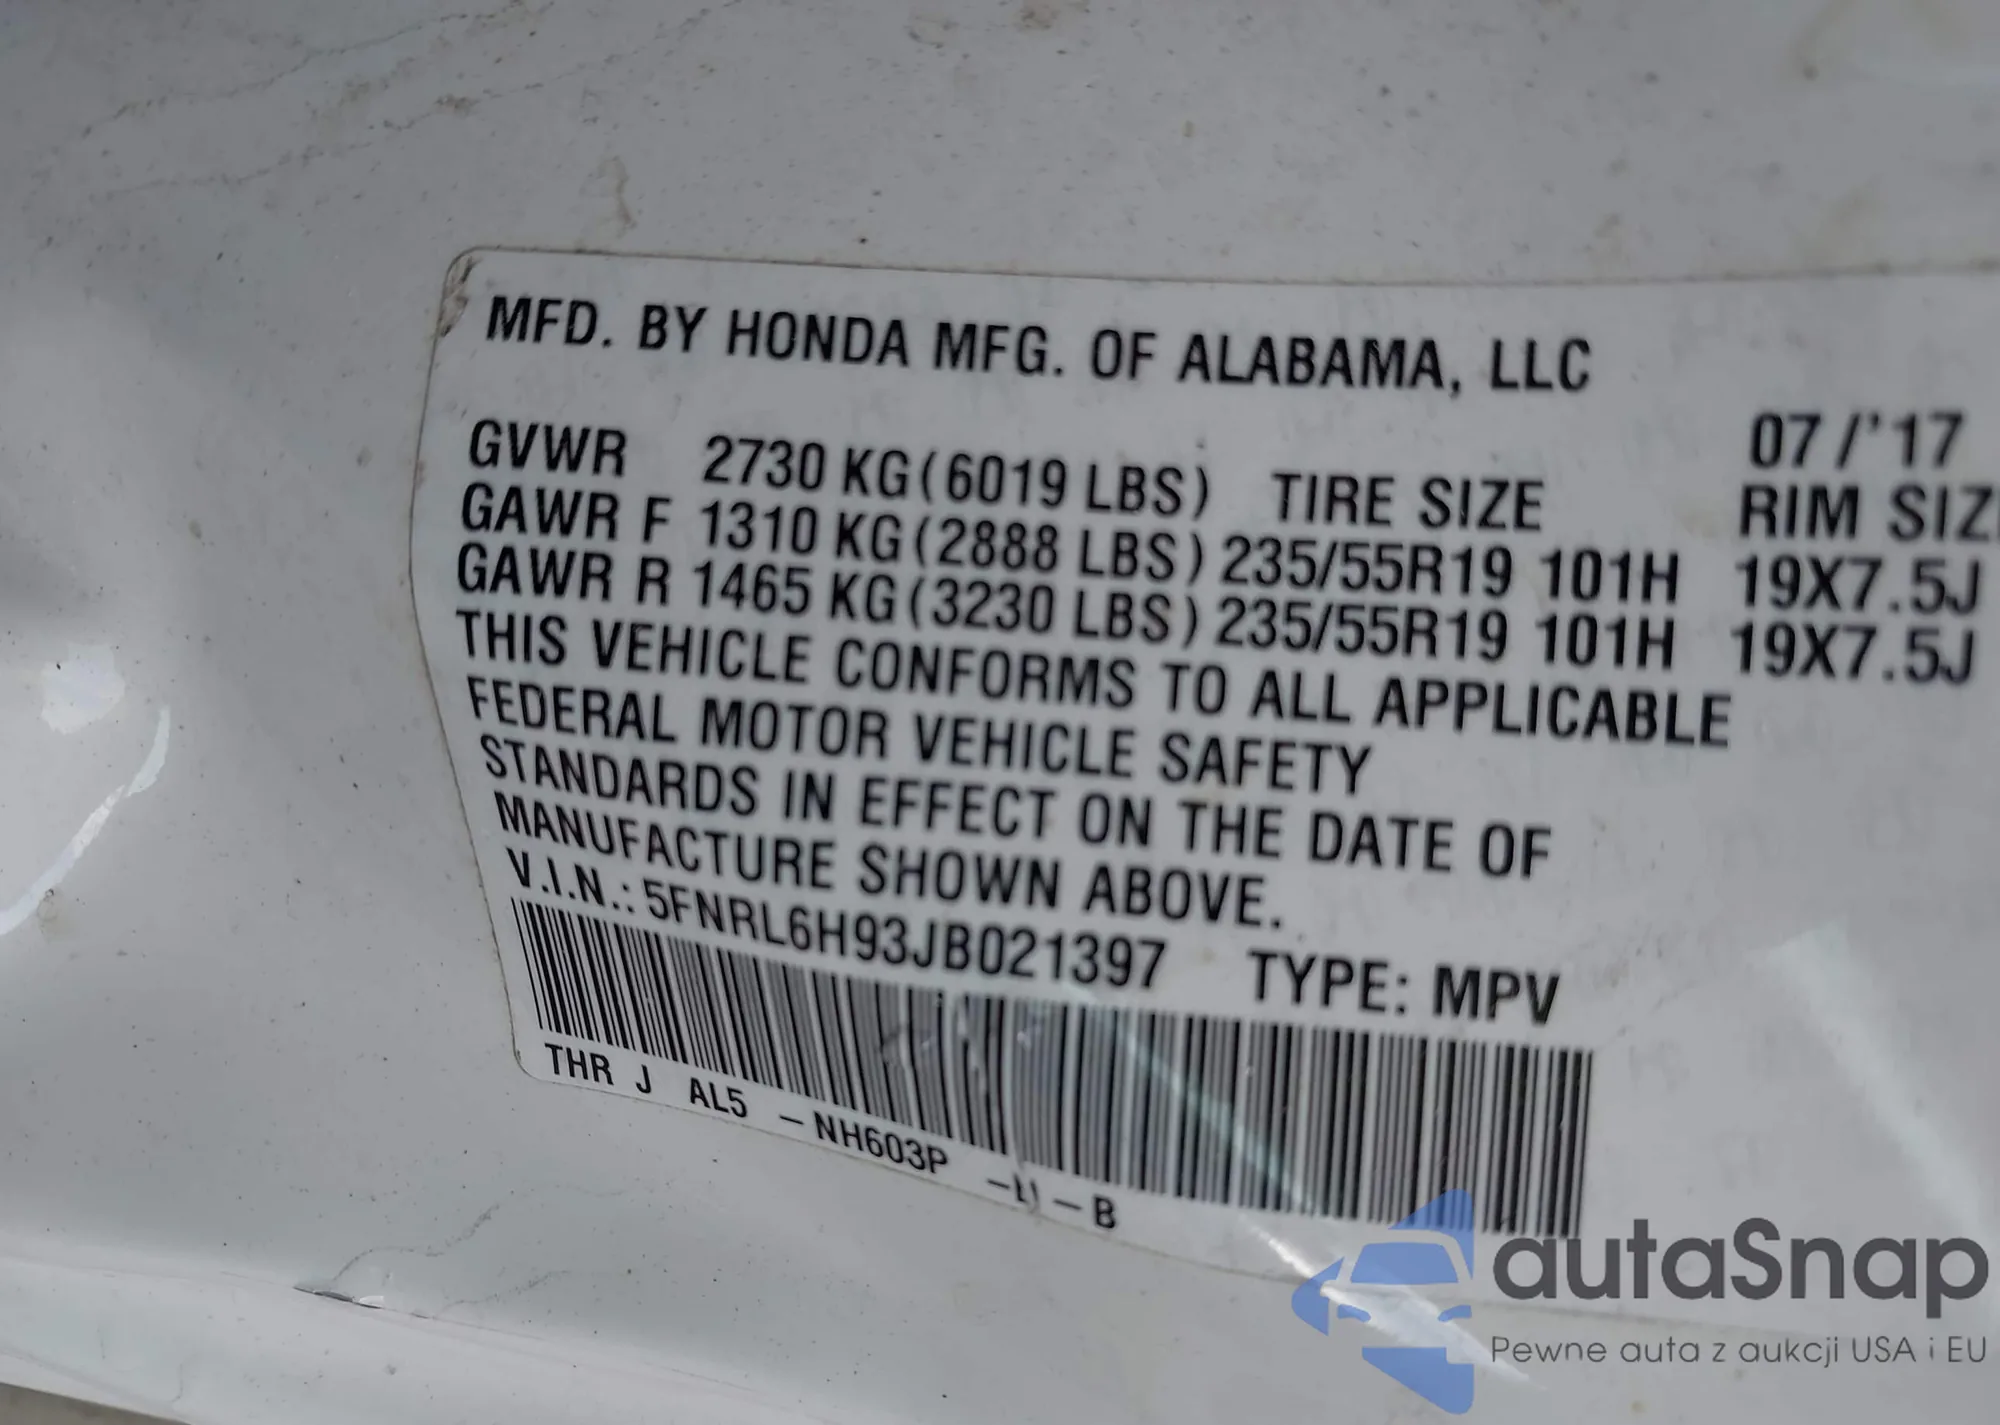 MFD. BY HONDA MFG. OF ALABAMA, LLC
07/'17
GVWR 2730 KG(6019 LBS) TIRE SIZE RIM SIZ
GAWR F 1310 KG(2888 LBS) 235/55R19 101H 19X7.5J
GAWR R 1465 KG(3230 LBS) 235/55R19 101H 19X7.5J
THIS VEHICLE CONFORMS TO ALL APPLICABLE
FEDERAL MOTOR VEHICLE SAFETY
STANDARDS IN EFFECT ON THE DATE OF
MANUFACTURE SHOWN ABOVE.
V.I.N.: 5FNRL6H93JB021397 TYPE: MPV
THR J AL5 - NH603P - - B
autaSnap
Pewne auta z aukcji USA i EU